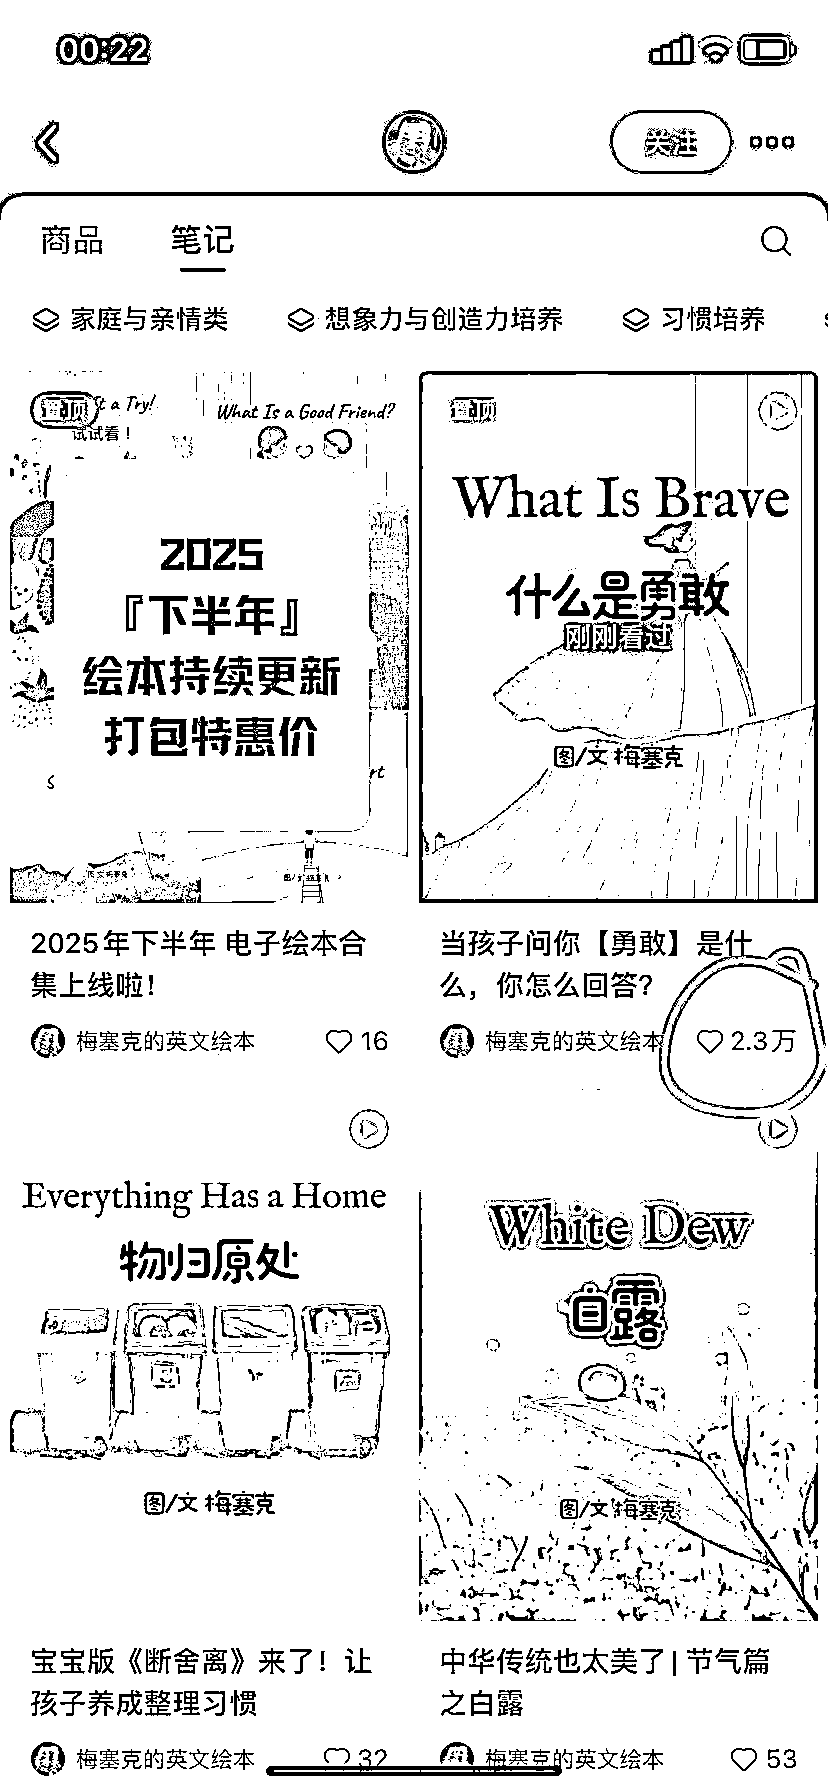 00:22
关注
商品
笔记
家庭与亲情类
想象力与创造力培养
习惯培养
置顶
t a Try!
试试看！
What Is a Good Friend?
2025
『下半年』
绘本持续更新
打包特惠价
rt
2025年下半年 电子绘本合
集上线啦！
梅塞克的英文绘本
16
置顶
What Is Brave
什么是勇敢
刚刚看过
图/文 梅塞克
当孩子问你【勇敢】是什
么，你怎么回答？
梅塞克的英文绘本
2.3万
Everything Has a Home
物归原处
图/文 梅塞克
宝宝版《断舍离》来了！让
孩子养成整理习惯
梅塞克的英文绘本
32
White Dew
白露
图/文 梅塞克
中华传统也太美了 | 节气篇
之白露
梅塞克的英文绘本
53